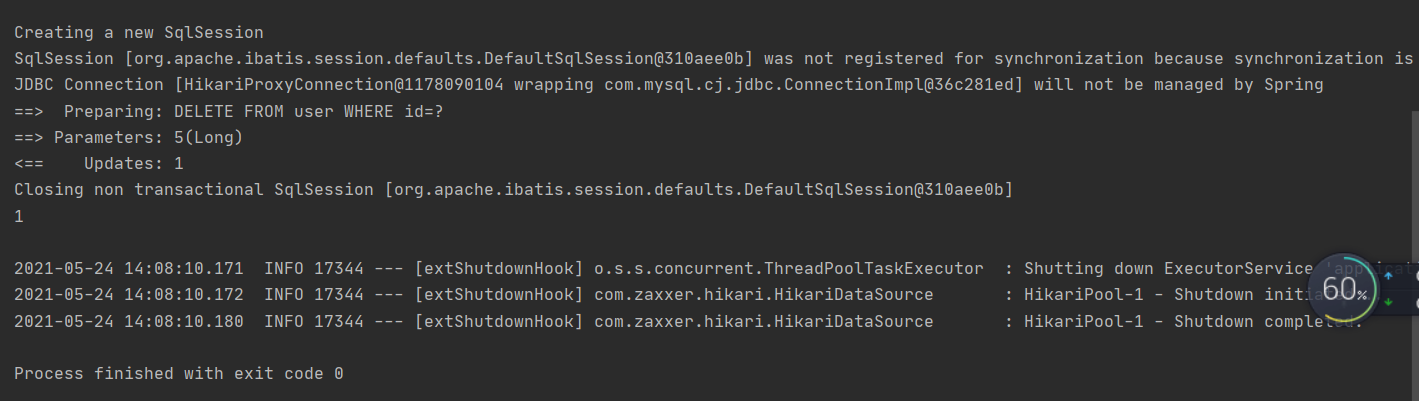 Creating a new SqlSession
SqlSession [org.apache.ibatis.session.defaults.DefaultSqlSession@310aee0b] was not registered for synchronization because synchronization is
JDBC Connection [HikariProxyConnection@1178090104 wrapping com.mysql.cj.jdbc.ConnectionImpl@36c281ed] will not be managed by Spring
==>  Preparing: DELETE FROM user WHERE id=?
==> Parameters: 5(Long)
<==    Updates: 1
Closing non transactional SqlSession [org.apache.ibatis.session.defaults.DefaultSqlSession@310aee0b]
1
2021-05-24 14:08:10.171  INFO 17344 --- [extShutdownHook] o.s.s.concurrent.ThreadPoolTaskExecutor  : Shutting down ExecutorService
2021-05-24 14:08:10.172  INFO 17344 --- [extShutdownHook] com.zaxxer.hikari.HikariDataSource       : HikariPool-1 - Shutdown
2021-05-24 14:08:10.180  INFO 17344 --- [extShutdownHook] com.zaxxer.hikari.HikariDataSource       : HikariPool-1 - Shutdown completed.
60%
Process finished with exit code 0